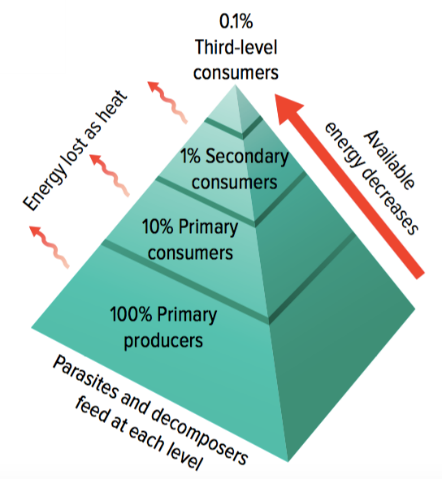 0.1%
Third-level
consumers
Energy lost as heat
Available
energy decreases
1% Secondary
consumers
10% Primary
consumers
100% Primary
producers
Parasites and decomposers
feed at each level